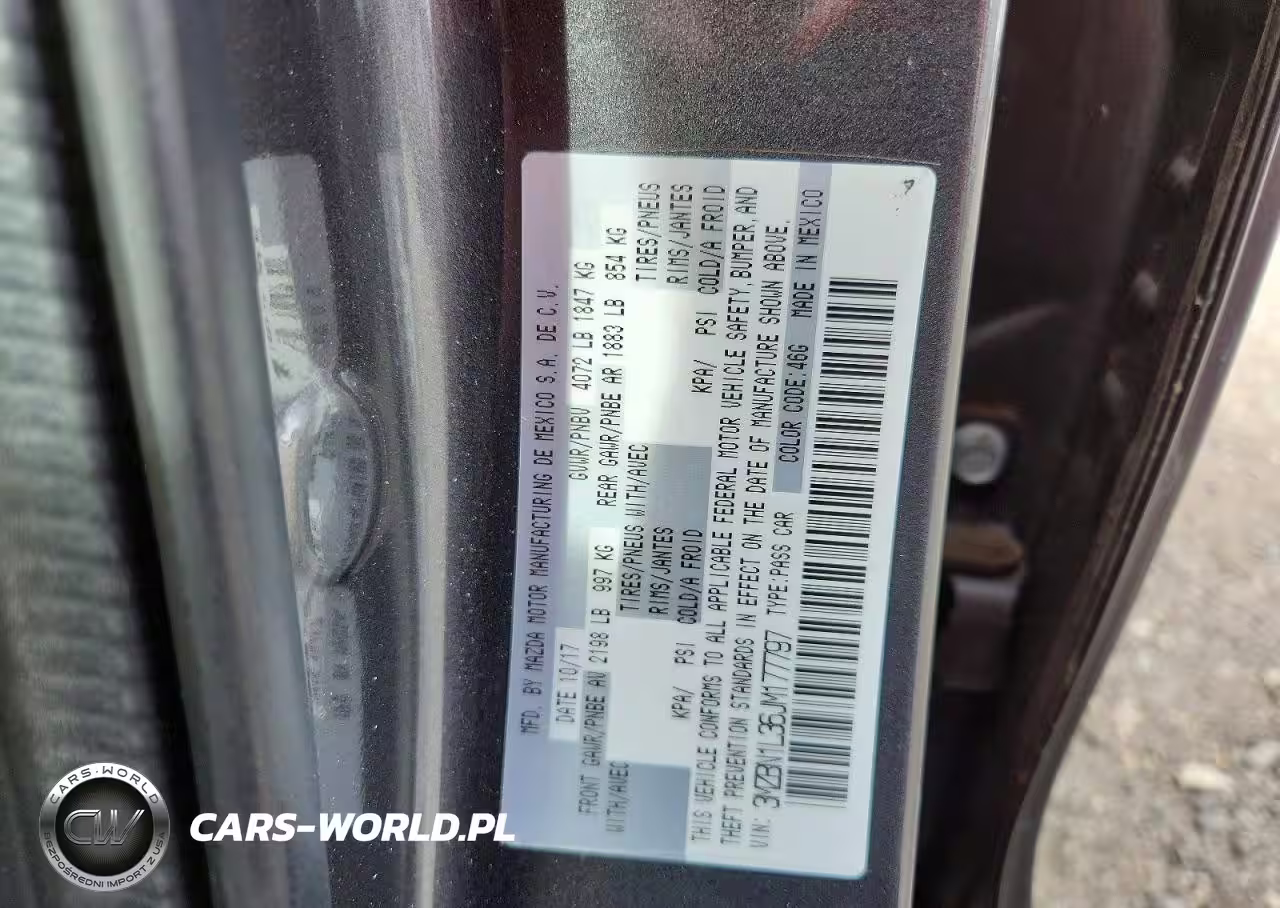 MFD. BY MAZDA MOTOR MANUFACTURING DE MEXICO S.A. DE C.V.
DATE 10/17 GVWR/PNBV 4072 LB 1847 KG
FRONT GAWR/PNBE AV 2198 LB 997 KG REAR GAWR/PNBE AR 1883 LB 854 KG
WITH/AVEC TIRES/PNEUS WITH/AVEC TIRES/PNEUS
RIMS/JANTES RIMS/JANTES
KPA/ PSI COLD/A FROID KPA/ PSI COLD/A FROID
THIS VEHICLE CONFORMS TO ALL APPLICABLE FEDERAL MOTOR VEHICLE SAFETY, BUMPER, AND
THEFT PREVENTION STANDARDS IN EFFECT ON THE DATE OF MANUFACTURE SHOWN ABOVE.
VIN: 3MZBN1L36JM177797 TYPE:PASS CAR COLOR CODE 46G MADE IN MEXICO
A
CARS-WORLD
CW
BEZPOŚREDNI IMPORT Z USA
CARS-WORLD.PL